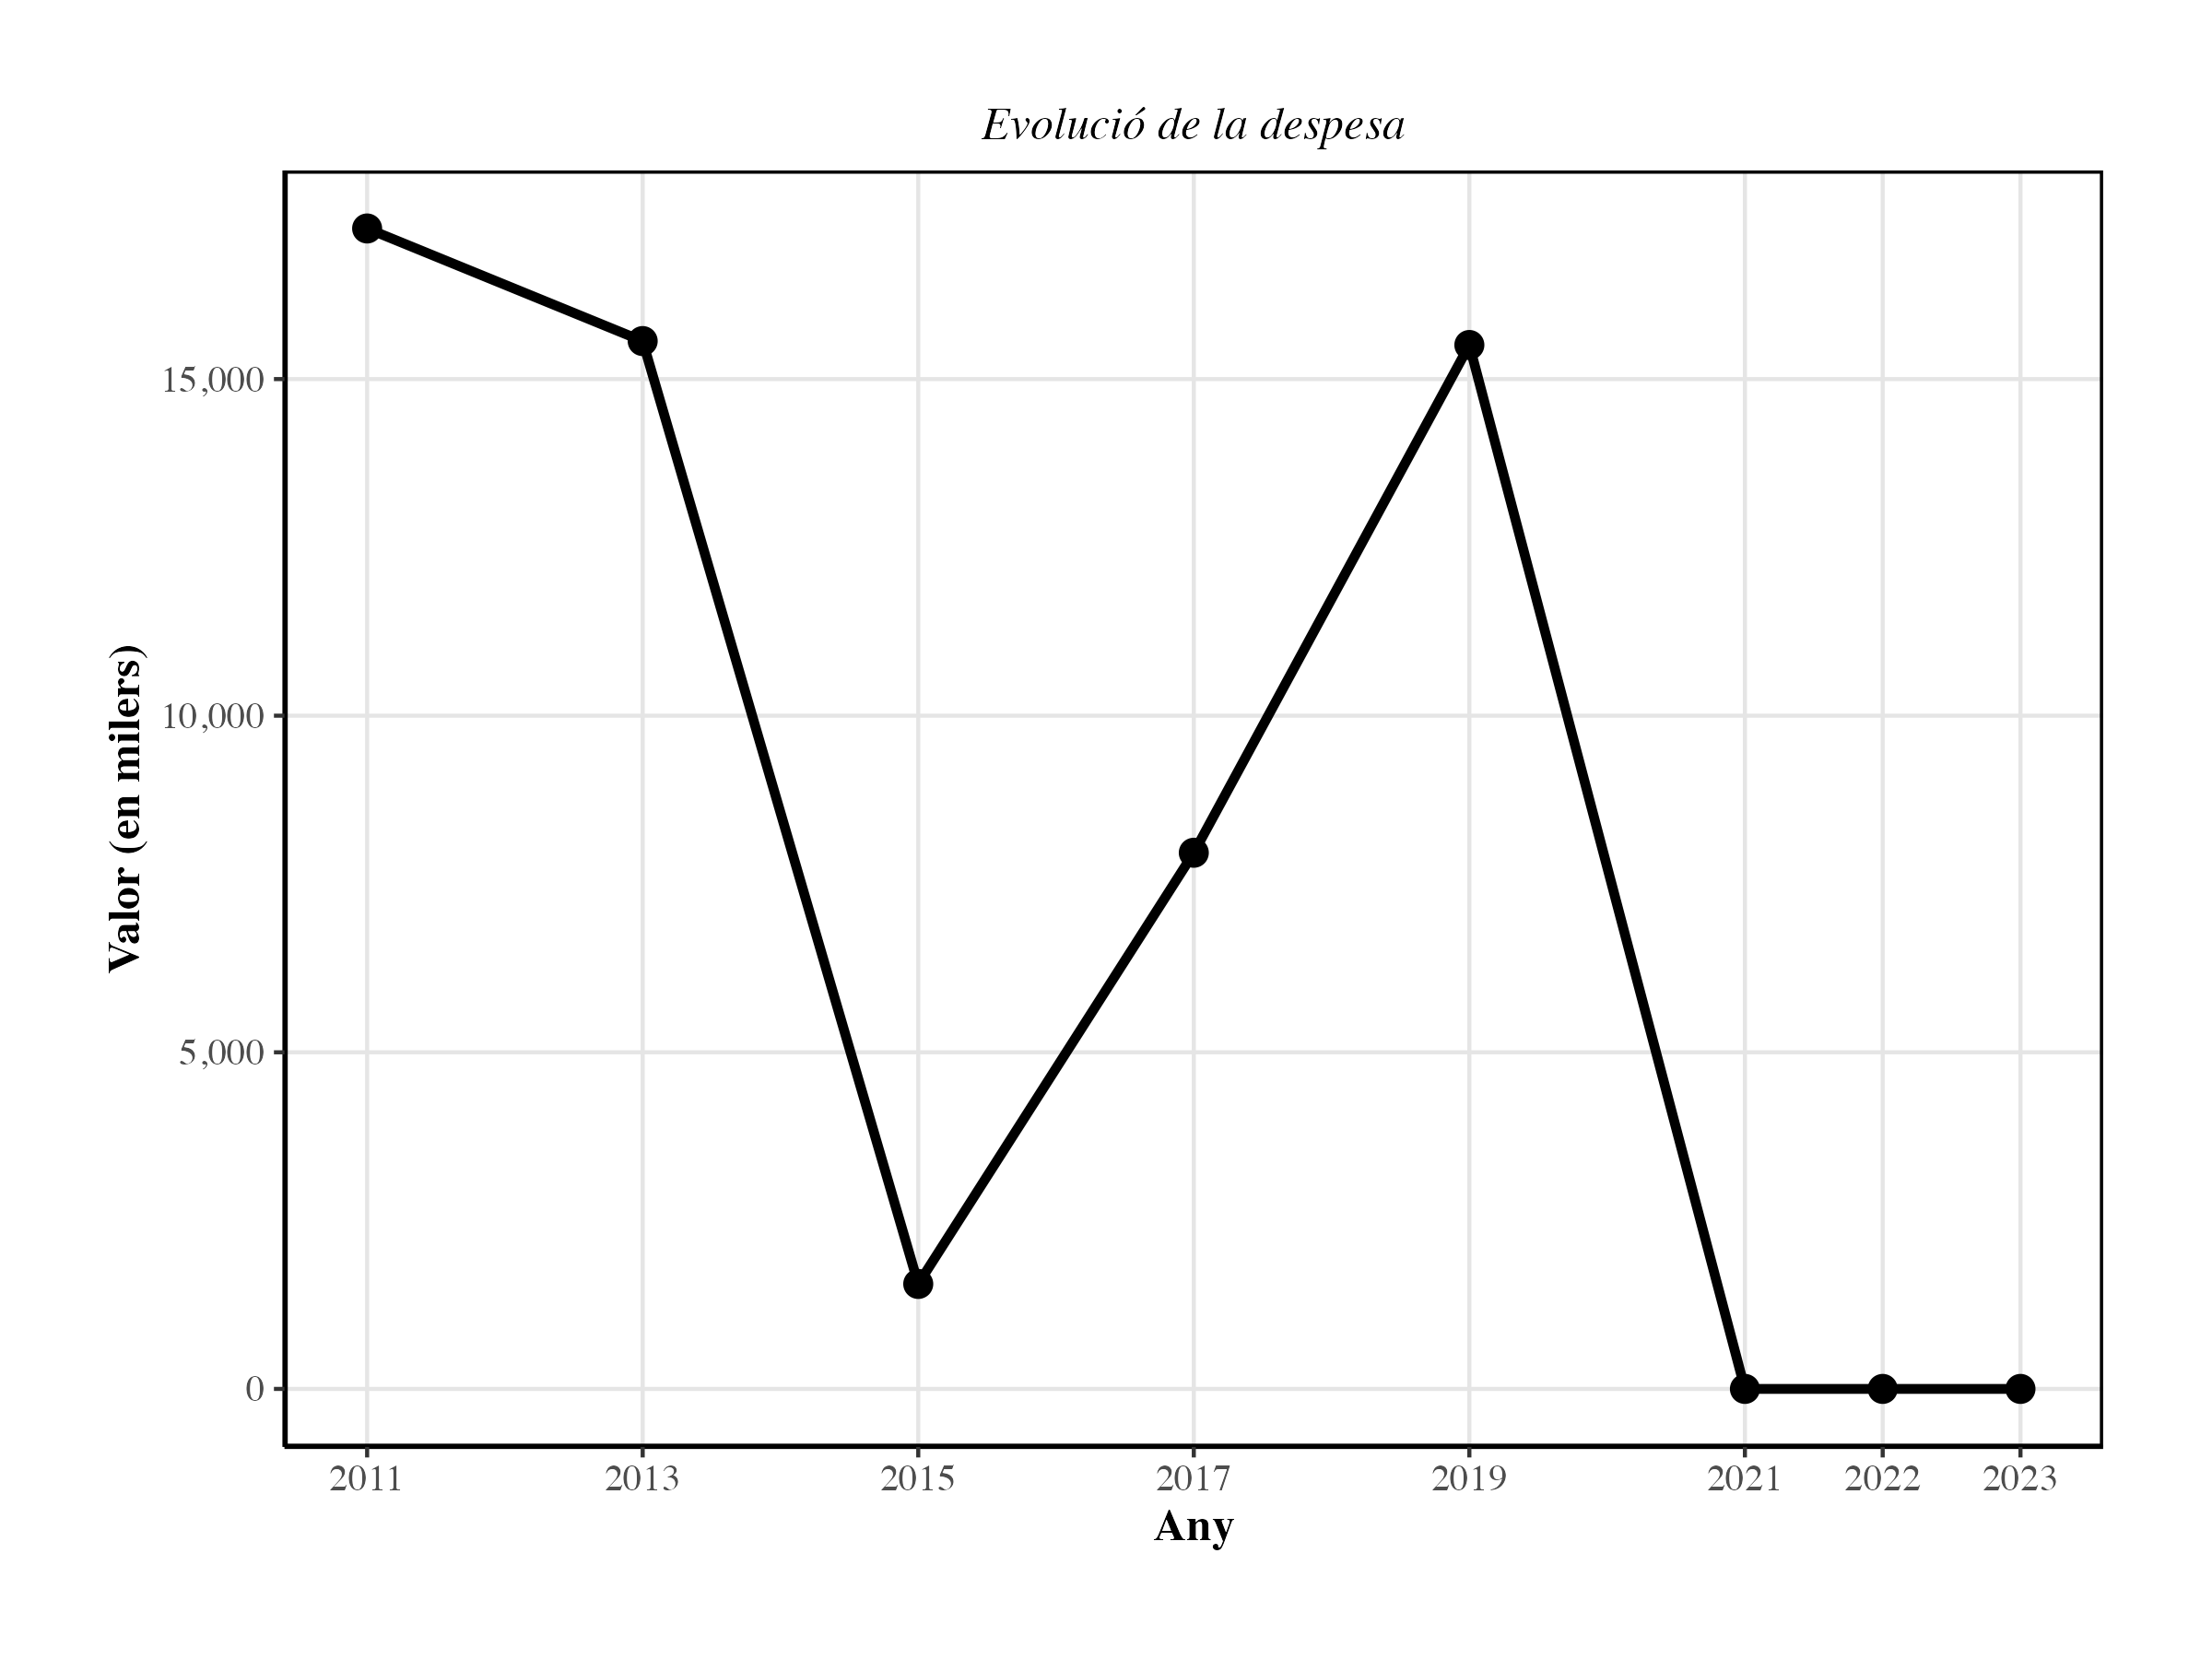 Evolució de la despesa
Valor (en milers)
15,000
10,000
5,000
0
2011 2013 2015 2017 2019 2021 2022 2023
Any